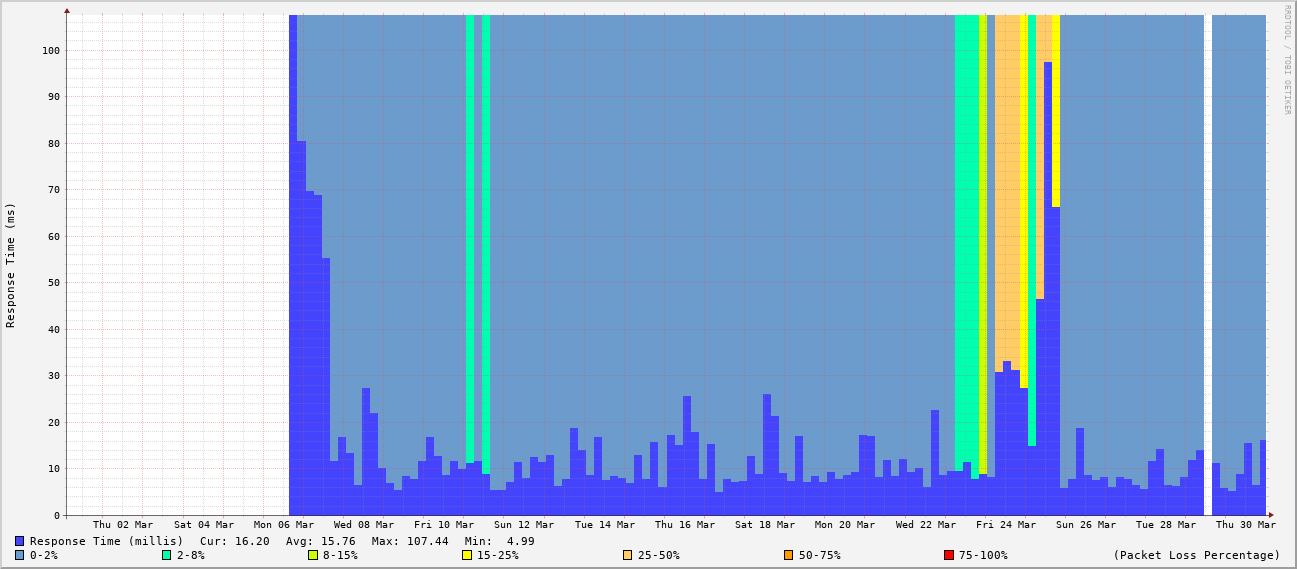 RRDTOOL / TOBI OETIKER
Response Time (ms)
100
90
80
70
60
50
40
30
20
10
0
Thu 02 Mar Sat 04 Mar Mon 06 Mar Wed 08 Mar Fri 10 Mar Sun 12 Mar Tue 14 Mar Thu 16 Mar Sat 18 Mar Mon 20 Mar Wed 22 Mar Fri 24 Mar Sun 26 Mar Tue 28 Mar Thu 30 Mar
Response Time (millis) Cur: 16.20 Avg: 15.76 Max: 107.44 Min: 4.99
0-2% 2-8% 8-15% 15-25% 25-50% 50-75% 75-100% (Packet Loss Percentage)